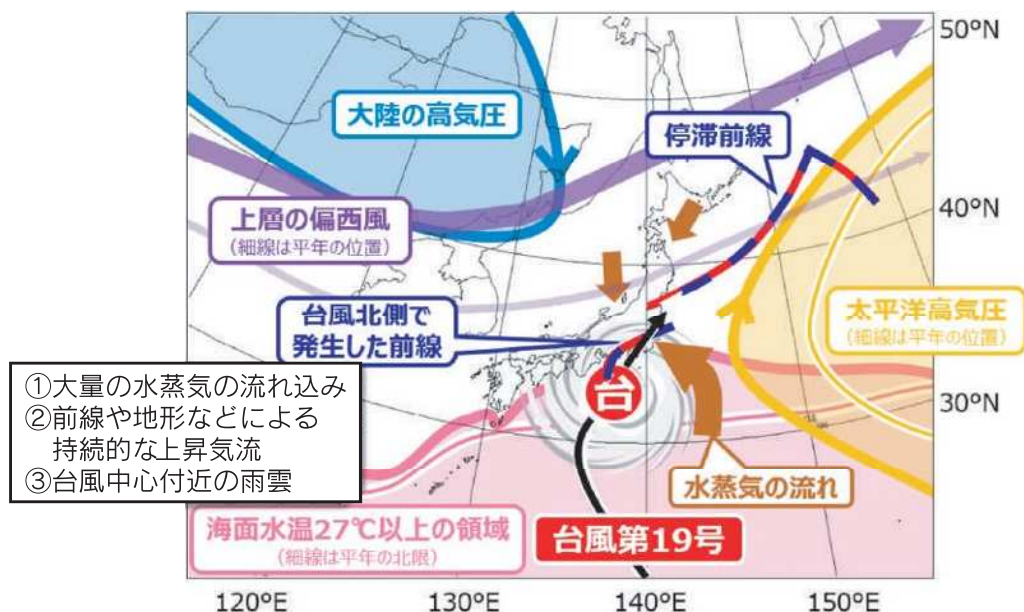 50°N
大陸の高気圧
停滞前線
上層の偏西風
（細線は平年の位置）
40°N
台風北側で
発生した前線
太平洋高気圧
（細線は平年の位置）
①大量の水蒸気の流れ込み
②前線や地形などによる
持続的な上昇気流
③台風中心付近の雨雲
台
30°N
水蒸気の流れ
海面水温27℃以上の領域
（細線は平年の北限）
台風第19号
120°E
130°E
140°E
150°E